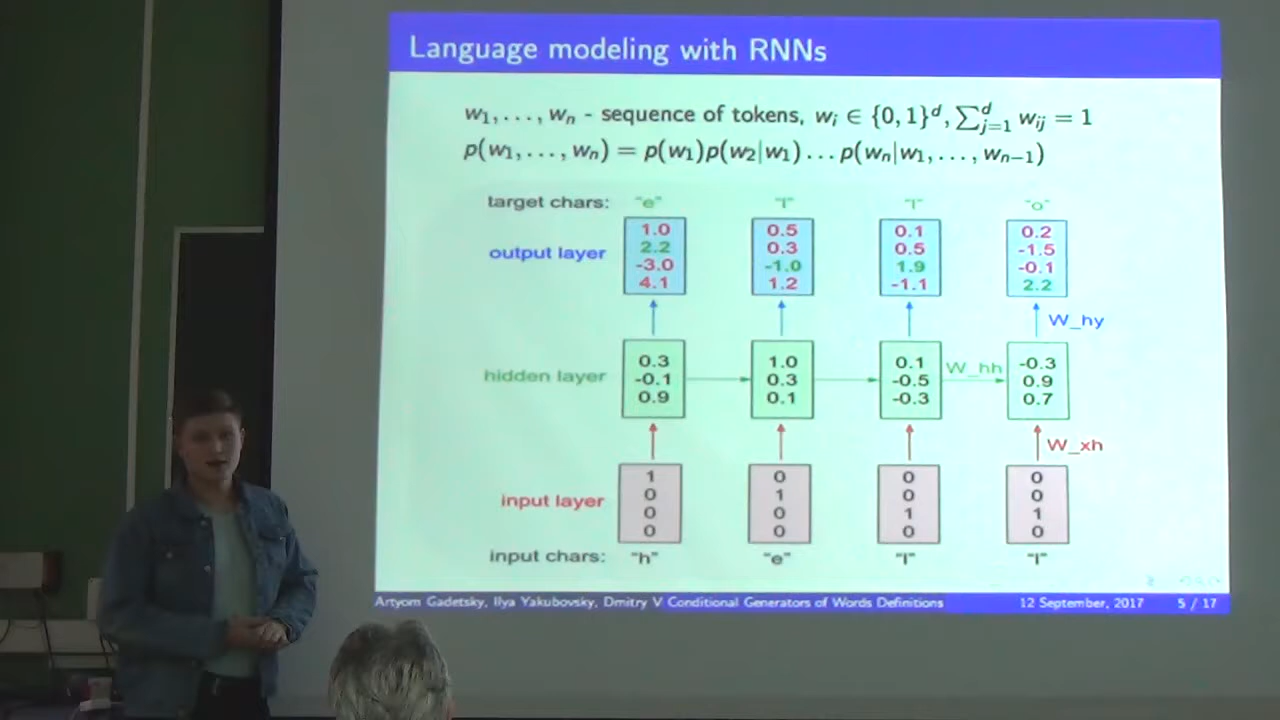 Language modeling with RNNs
w₁, . . . , wₙ - sequence of tokens, wᵢ ∈ {0, 1}ᵈ, ∑ᵈⱼ₌₁ wᵢⱼ = 1
p(w₁, . . . , wₙ) = p(w₁)p(w₂|w₁) . . . p(wₙ|w₁, . . . , wₙ₋₁)
target chars: "e" "l" "l" "o"
1.0 0.5 0.1 0.2
output layer 2.2 0.3 0.5 -1.5
-3.0 -1.0 1.9 -0.1
4.1 1.2 -1.1 2.2
W_hy
0.3 1.0 0.1 W_hh -0.3
hidden layer -0.1 0.3 -0.5 0.9
0.9 0.1 -0.3 0.7
W_xh
1 0 0 0
input layer 0 1 0 0
0 0 1 1
0 0 0 0
input chars: "h" "e" "l" "l"
Artyom Gadetsky, Ilya Yakubovsky, Dmitry V Conditional Generators of Words Definitions 12 September, 2017 5 / 17